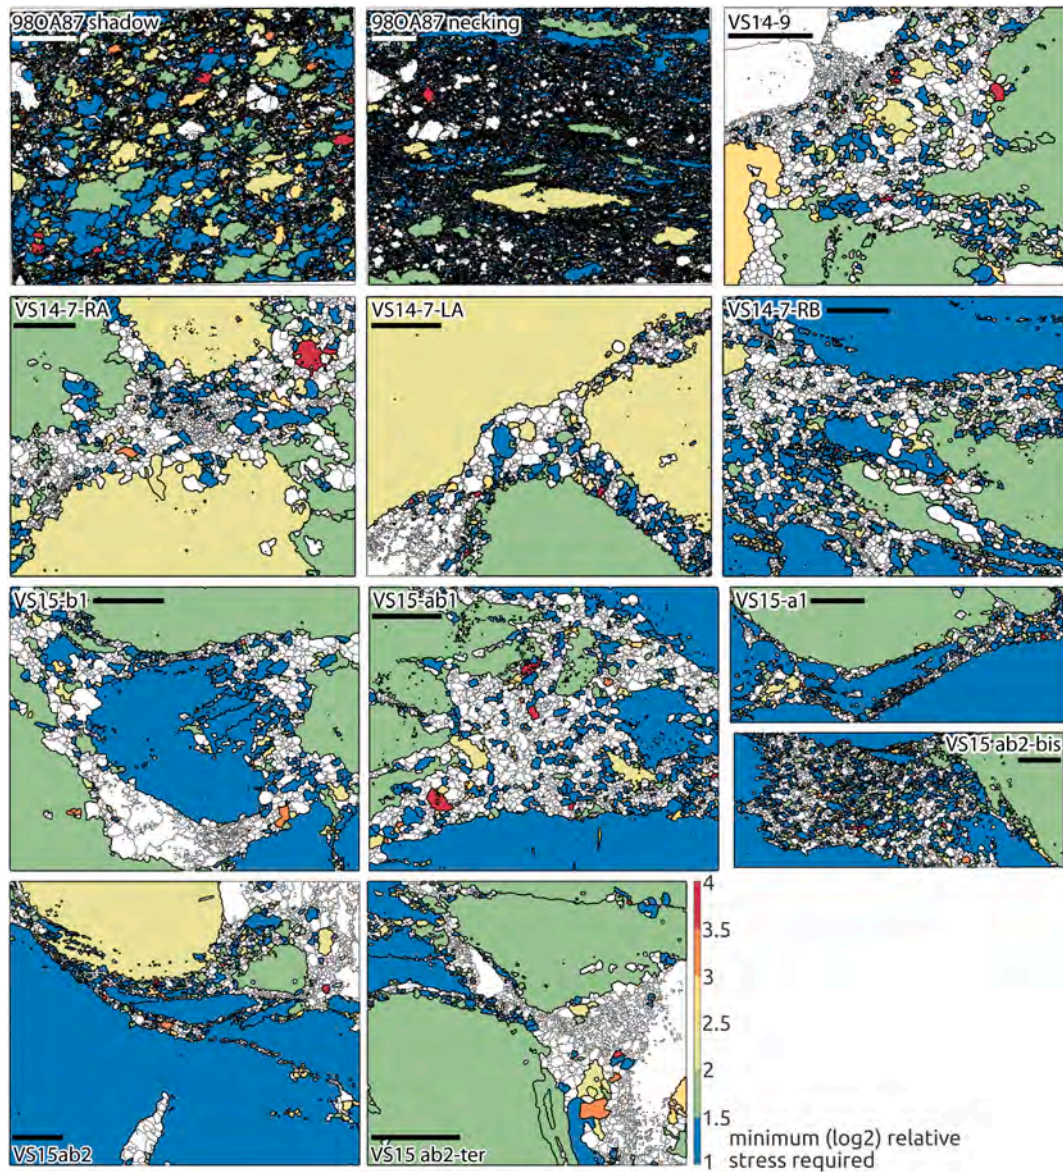 98OA87 shadow
98OA87 necking
VS14-9
VS14-7-RA
VS14-7-LA
VS14-7-RB
VS15-b1
VS15-ab1
VS15-a1
VS15 ab2-bis
VS15ab2
VS15 ab2-ter
4
3.5
3
2.5
2
1.5
1
minimum (log2) relative
stress required